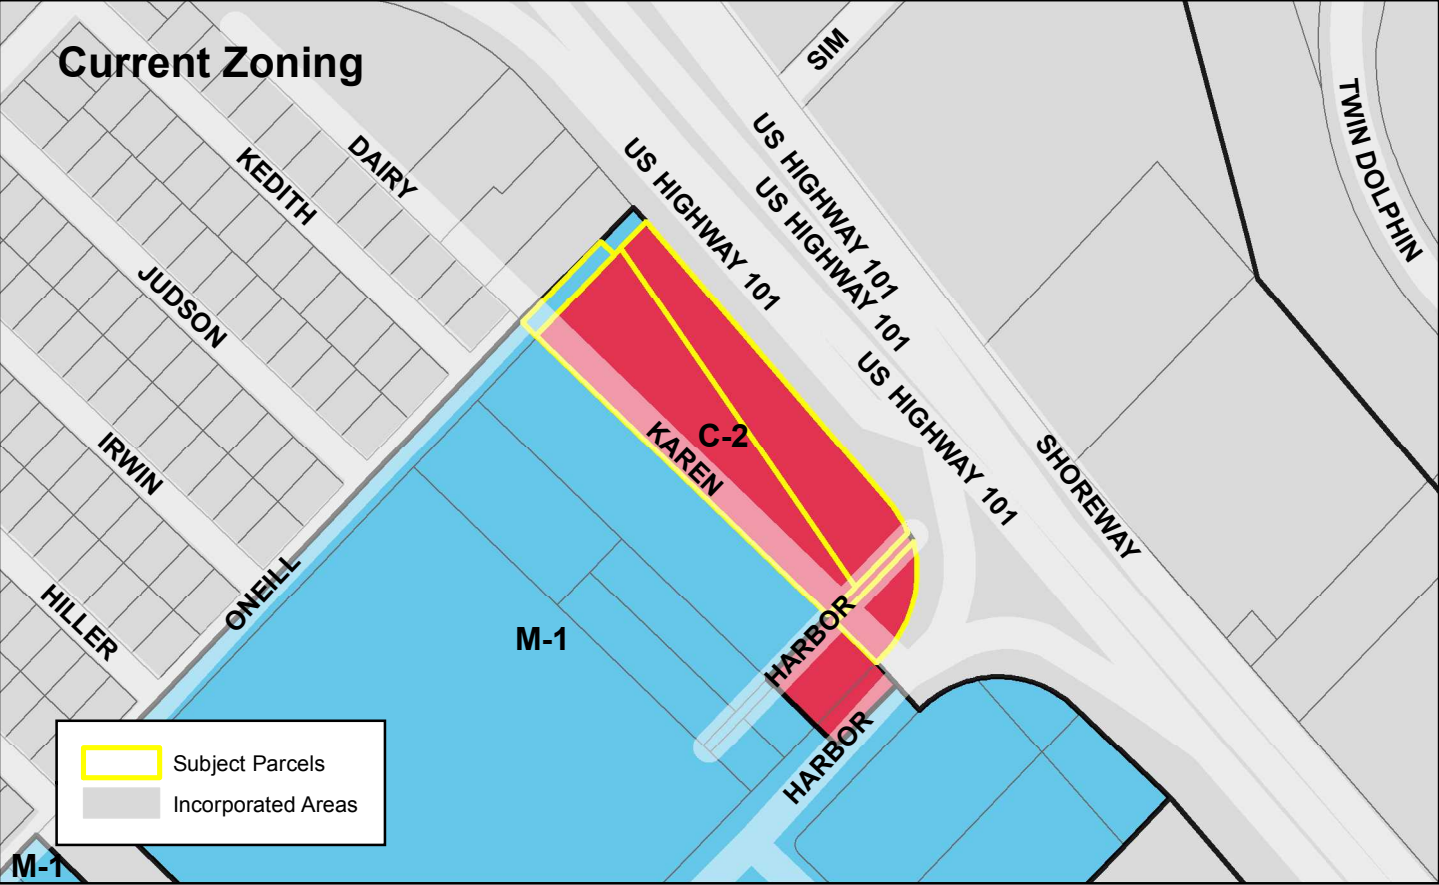 Current Zoning
SIM
TWIN DOLPHIN
DAIRY
KEDITH
JUDSON
IRWIN
HILLER
ONEILL
US HIGHWAY 101
US HIGHWAY 101
US HIGHWAY 101
US HIGHWAY 101
SHOREWAY
C-2
KAREN
M-1
HARBOR
HARBOR
Subject Parcels
Incorporated Areas
M-1